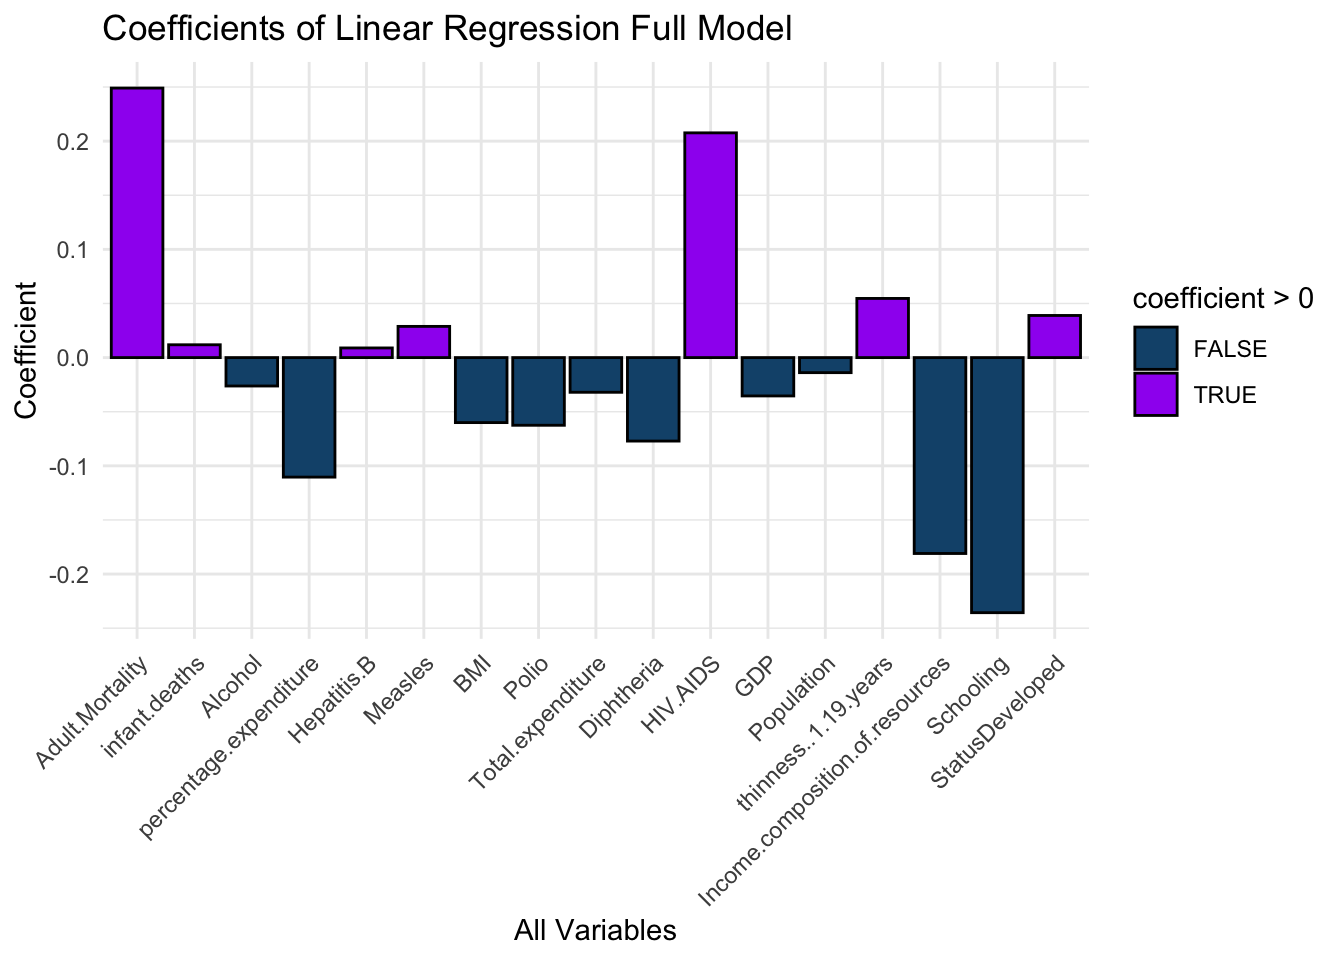 Coefficients of Linear Regression Full Model
Coefficient
0.2
0.1
0.0
-0.1
-0.2
Adult.Mortality
infant.deaths
Alcohol
percentage.expenditure
Hepatitis.B
Measles
BMI
Polio
Total.expenditure
Diphtheria
HIV.AIDS
GDP
Population
thinness..1.19.years
Income.composition.of.resources
Schooling
StatusDeveloped
All Variables
coefficient > 0
FALSE
TRUE